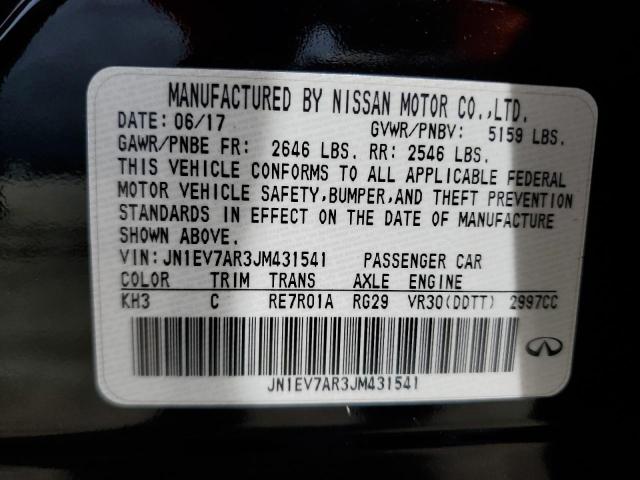 MANUFACTURED BY NISSAN MOTOR CO.,LTD.
DATE: 06/17 GVWR/PNBV: 5159 LBS.
GAWR/PNBE FR: 2646 LBS. RR: 2546 LBS.
THIS VEHICLE CONFORMS TO ALL APPLICABLE FEDERAL
MOTOR VEHICLE SAFETY,BUMPER,AND THEFT PREVENTION
STANDARDS IN EFFECT ON THE DATE OF MANUFACTURE
SHOWN ABOVE.
VIN: JN1EV7AR3JM431541 PASSENGER CAR
COLOR TRIM TRANS AXLE ENGINE
KH3 C RE7R01A RG29 VR30(DDTT) 2997CC
JN1EV7AR3JM431541